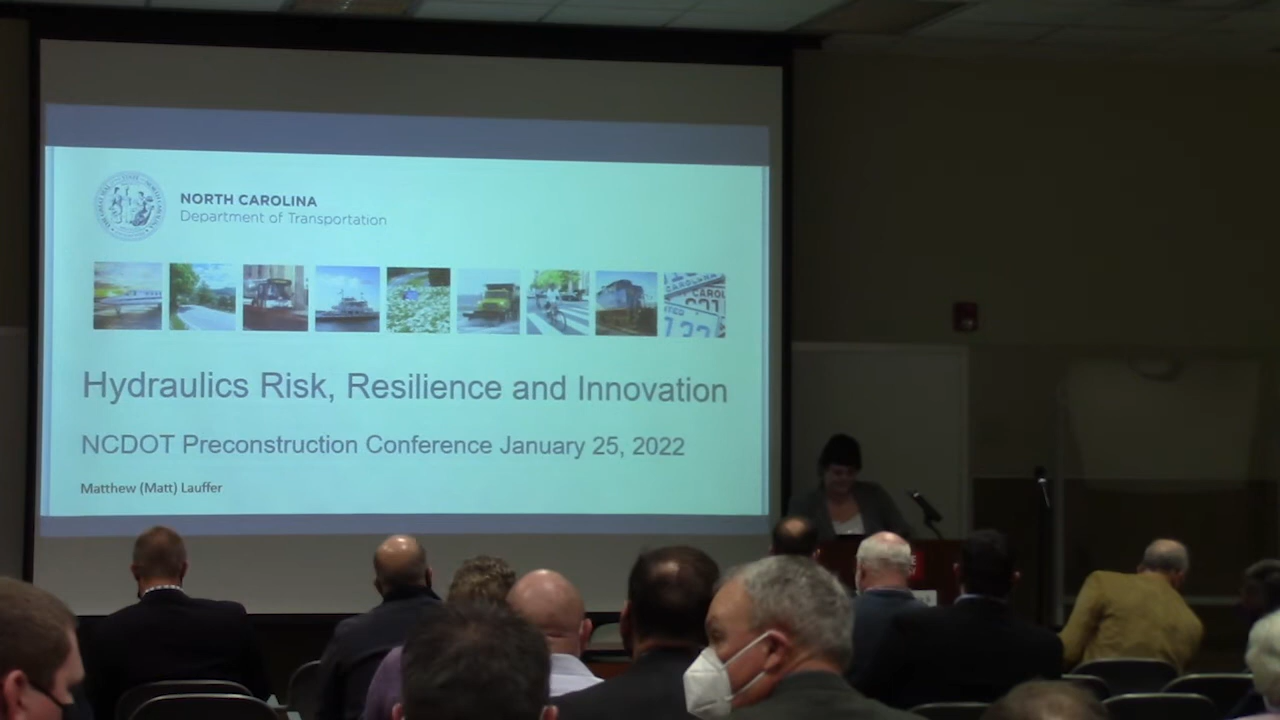 NORTH CAROLINA
Department of Transportation
Hydraulics Risk, Resilience and Innovation
NCDOT Preconstruction Conference January 25, 2022
Matthew (Matt) Lauffer